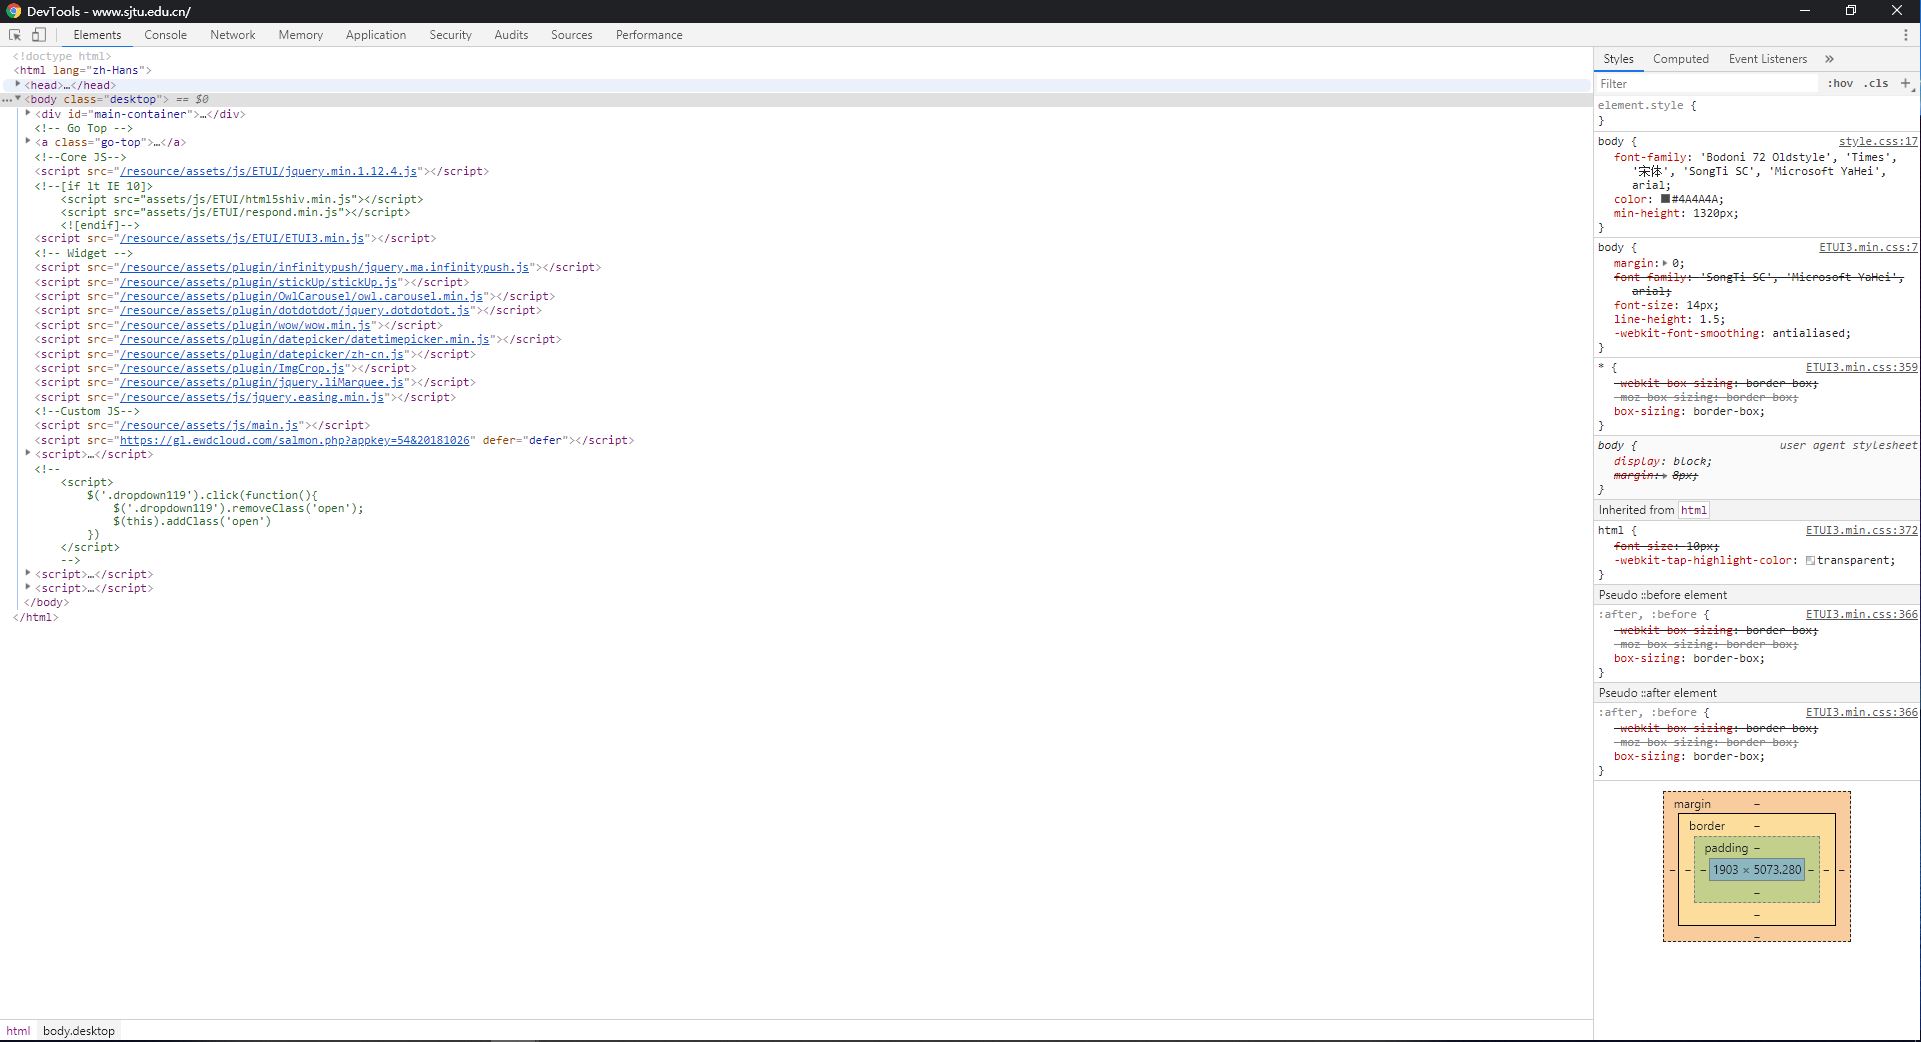 DevTools - www.sjtu.edu.cn/
Elements Console Network Memory Application Security Audits Sources Performance
<!doctype html>
<html lang="zh-Hans">
<head>…</head>
<body class="desktop"> == $0
<div id="main-container">…</div>
<!-- Go Top -->
<a class="go-top">…</a>
<!--Core JS-->
<script src="/resource/assets/js/ETUI/jquery.min.1.12.4.js"></script>
<!--[if lt IE 10]>
<script src="assets/js/ETUI/html5shiv.min.js"></script>
<script src="assets/js/ETUI/respond.min.js"></script>
<![endif]-->
<script src="/resource/assets/js/ETUI/ETUI3.min.js"></script>
<!-- Widget -->
<script src="/resource/assets/plugin/infinitypush/jquery.ma.infinitypush.js"></script>
<script src="/resource/assets/plugin/stickUp/stickUp.js"></script>
<script src="/resource/assets/plugin/OwlCarousel/owl.carousel.min.js"></script>
<script src="/resource/assets/plugin/dotdotdot/jquery.dotdotdot.js"></script>
<script src="/resource/assets/plugin/wow/wow.min.js"></script>
<script src="/resource/assets/plugin/datepicker/datetimepicker.min.js"></script>
<script src="/resource/assets/plugin/datepicker/zh-cn.js"></script>
<script src="/resource/assets/plugin/ImgCrop.js"></script>
<script src="/resource/assets/plugin/jquery.liMarquee.js"></script>
<script src="/resource/assets/js/jquery.easing.min.js"></script>
<!--Custom JS-->
<script src="/resource/assets/js/main.js"></script>
<script src="https://gl.ewdcloud.com/salmon.php?appkey=54&20181026" defer="defer"></script>
<script>…</script>
<!--
<script>
$('.dropdown119').click(function(){
$('.dropdown119').removeClass('open');
$(this).addClass('open')
})
</script>
-->
<script>…</script>
<script>…</script>
</body>
</html>
html body.desktop
Styles Computed Event Listeners »
Filter :hov .cls +
element.style {
}
body { style.css:17
font-family: 'Bodoni 72 Oldstyle', 'Times',
'宋体', 'SongTi SC', 'Microsoft YaHei',
arial;
color: #4A4A4A;
min-height: 1320px;
}
body { ETUI3.min.css:7
margin: 0;
font-family: 'SongTi SC', 'Microsoft YaHei',
arial;
font-size: 14px;
line-height: 1.5;
-webkit-font-smoothing: antialiased;
}
* { ETUI3.min.css:359
-webkit-box-sizing: border-box;
-moz-box-sizing: border-box;
box-sizing: border-box;
}
body { user agent stylesheet
display: block;
margin: 8px;
}
Inherited from html
html { ETUI3.min.css:372
font-size: 10px;
-webkit-tap-highlight-color: transparent;
}
Pseudo ::before element
:after, :before { ETUI3.min.css:366
-webkit-box-sizing: border-box;
-moz-box-sizing: border-box;
box-sizing: border-box;
}
Pseudo ::after element
:after, :before { ETUI3.min.css:366
-webkit-box-sizing: border-box;
-moz-box-sizing: border-box;
box-sizing: border-box;
}
margin –
border –
padding –
– – – 1903 × 5073.280 – – –
–
–
–